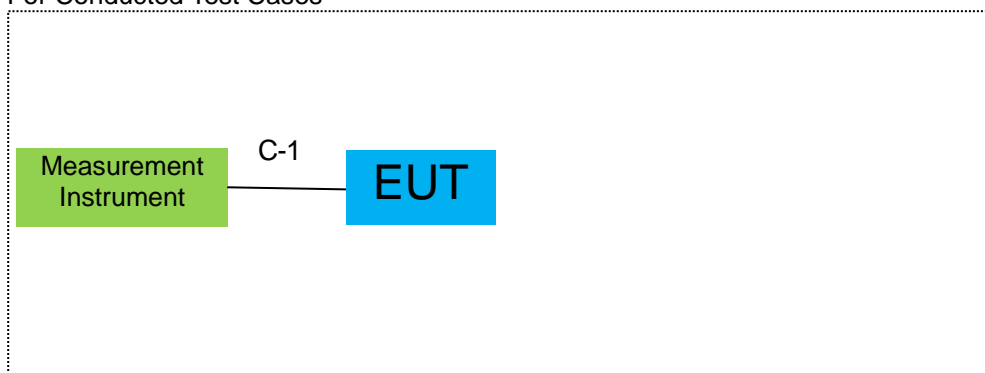 For Conducted Test Cases
C-1
Measurement
Instrument
EUT